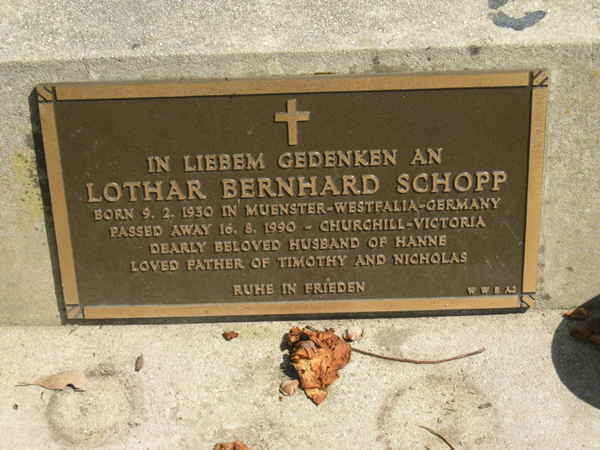 IN LIEBEM GEDENKEN AN
LOTHAR BERNHARD SCHOPP
BORN 9. 2. 1930 IN MUENSTER-WESTFALIA-GERMANY
PASSED AWAY 16. 8. 1990 - CHURCHILL-VICTORIA
DEARLY BELOVED HUSBAND OF HANNE
LOVED FATHER OF TIMOTHY AND NICHOLAS
RUHE IN FRIEDEN
W W B AJ